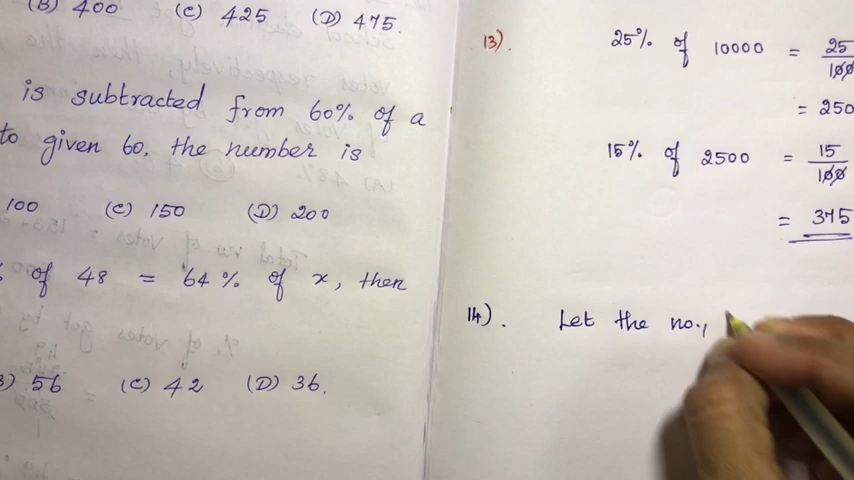 (B) 400 (C) 425 (D) 475.
is subtracted from 60% of a
to given 60, the number is
100 (C) 150 (D) 200
of 48 = 64% of x, then
) 56 (C) 42 (D) 36.
13). 25% of 10000 = 25/100
= 250
15% of 2500 = 15/100
= 375
14). Let the no.,